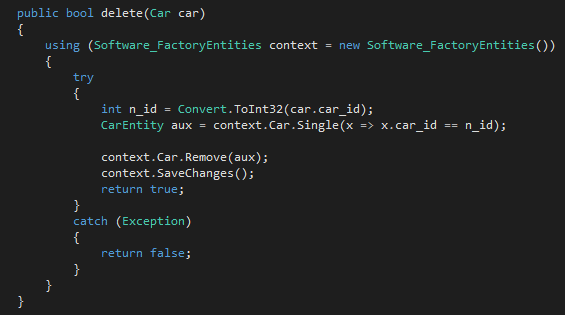 public bool delete(Car car)
{
    using (Software_FactoryEntities context = new Software_FactoryEntities())
    {
        try
        {
            int n_id = Convert.ToInt32(car.car_id);
            CarEntity aux = context.Car.Single(x => x.car_id == n_id);

            context.Car.Remove(aux);
            context.SaveChanges();
            return true;
        }
        catch (Exception)
        {
            return false;
        }
    }
}